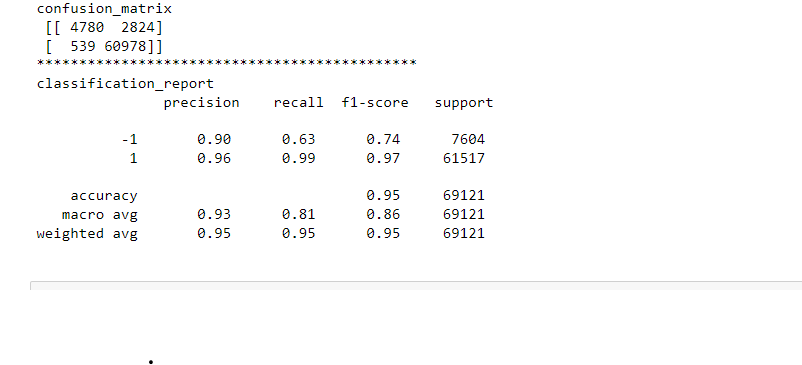 confusion_matrix
[[ 4780 2824]
[ 539 60978]]
*********************************************
classification_report
precision recall f1-score support
-1 0.90 0.63 0.74 7604
1 0.96 0.99 0.97 61517
accuracy 0.95 69121
macro avg 0.93 0.81 0.86 69121
weighted avg 0.95 0.95 0.95 69121